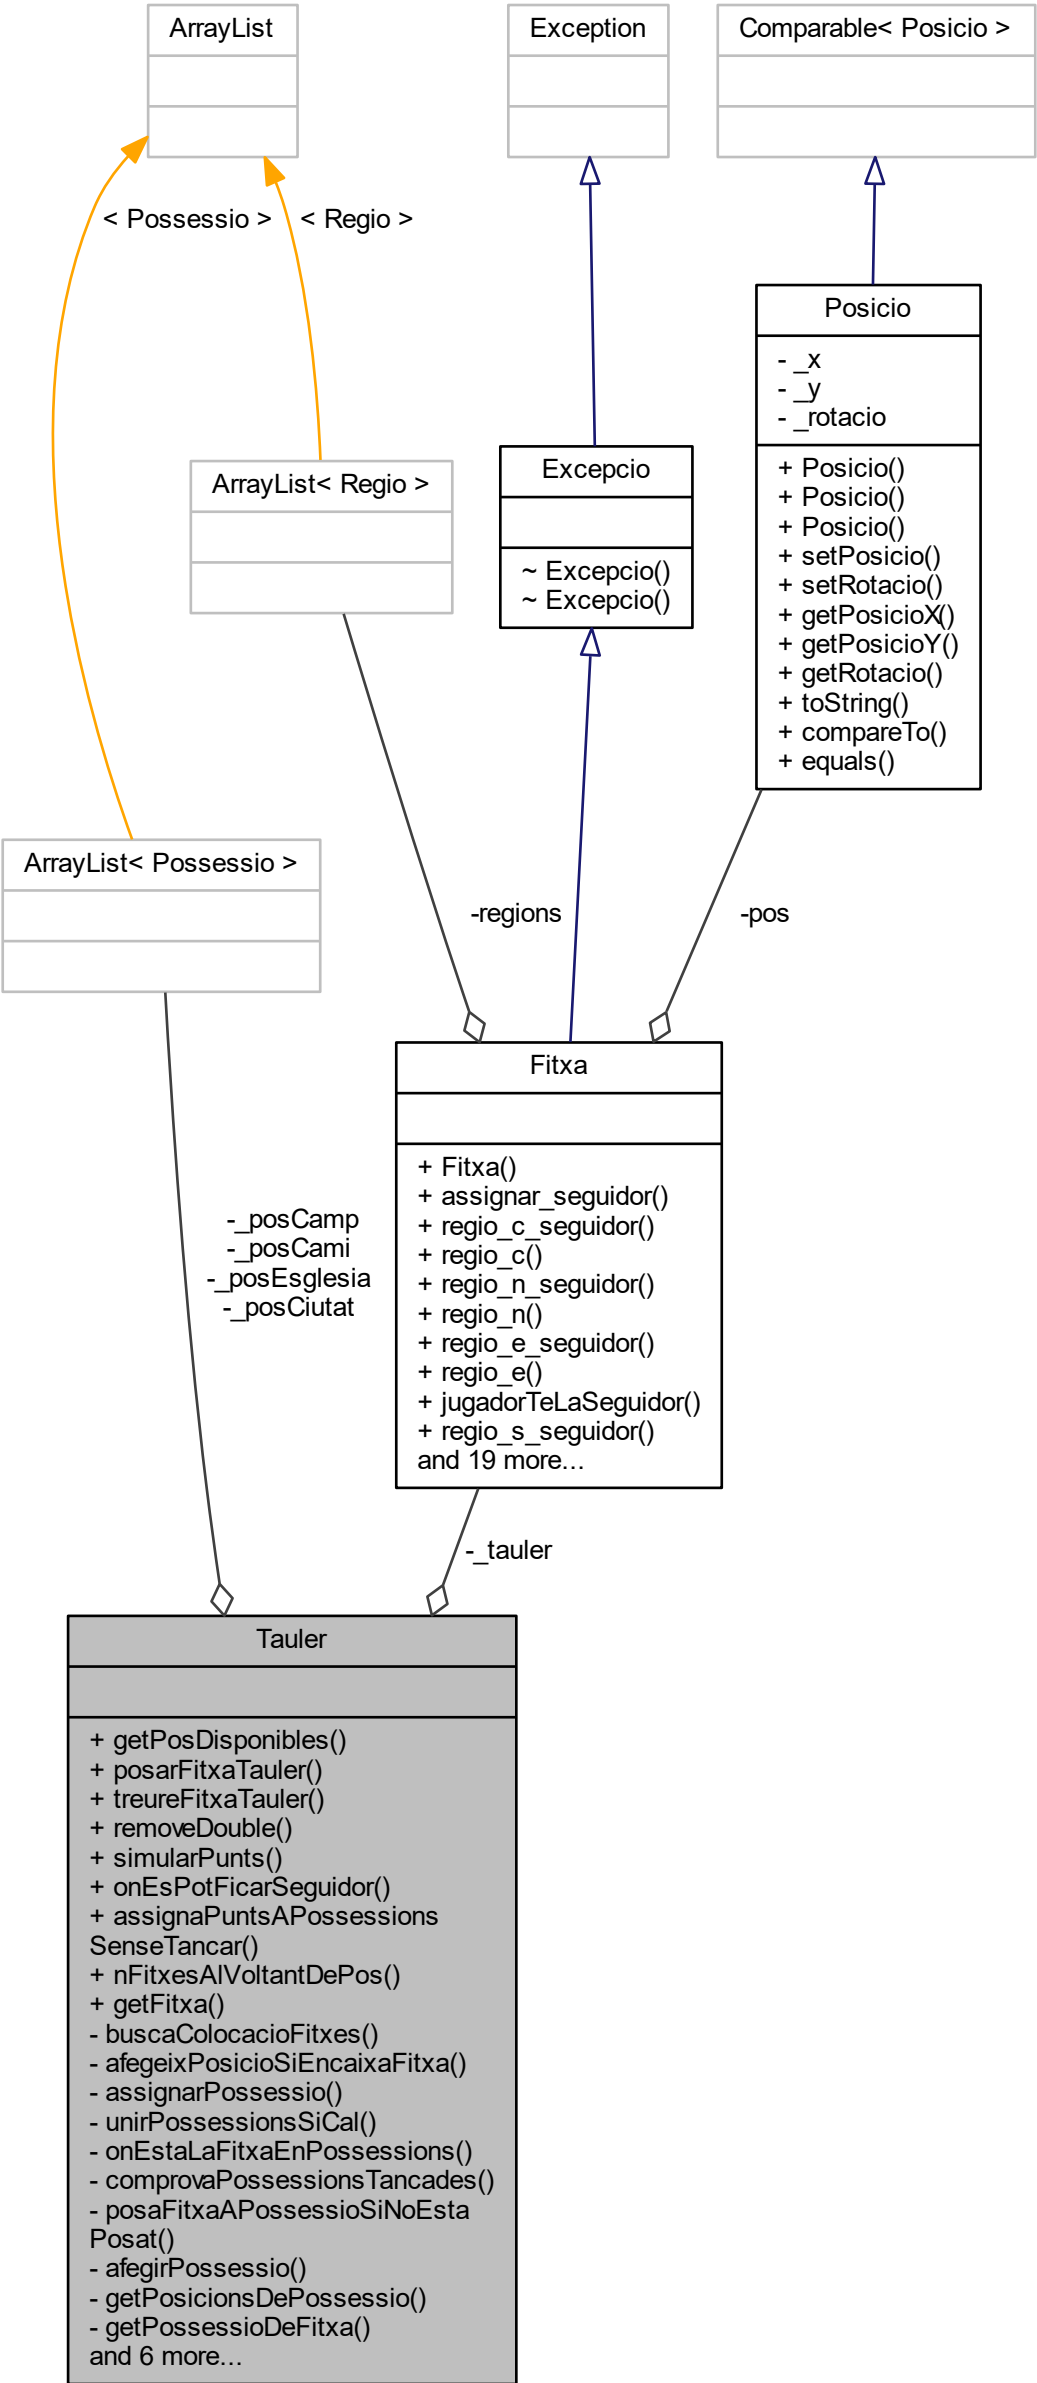 ArrayList
Exception
Comparable< Posicio >
< Possessio >
< Regio >
Posicio
- _x
- _y
- _rotacio
+ Posicio()
+ Posicio()
+ Posicio()
+ setPosicio()
+ setRotacio()
+ getPosicioX()
+ getPosicioY()
+ getRotacio()
+ toString()
+ compareTo()
+ equals()
ArrayList< Regio >
Excepcio
~ Excepcio()
~ Excepcio()
ArrayList< Possessio >
-regions
-pos
Fitxa
+ Fitxa()
+ assignar_seguidor()
+ regio_c_seguidor()
+ regio_c()
+ regio_n_seguidor()
+ regio_n()
+ regio_e_seguidor()
+ regio_e()
+ jugadorTeLaSeguidor()
+ regio_s_seguidor()
and 19 more...
-_posCamp
-_posCami
-_posEsglesia
-_posCiutat
-_tauler
Tauler
+ getPosDisponibles()
+ posarFitxaTauler()
+ treureFitxaTauler()
+ removeDouble()
+ simularPunts()
+ onEsPotFicarSeguidor()
+ assignaPuntsAPossessions
SenseTancar()
+ nFitxesAlVoltantDePos()
+ getFitxa()
- buscaColocacioFitxes()
- afegeixPosicioSiEncaixaFitxa()
- assignarPossessio()
- unirPossessionsSiCal()
- onEstaLaFitxaEnPossessions()
- comprovaPossessionsTancades()
- posaFitxaAPossessioSiNoEsta
Posat()
- afegirPossessio()
- getPosicionsDePossessio()
- getPossessioDeFitxa()
and 6 more...